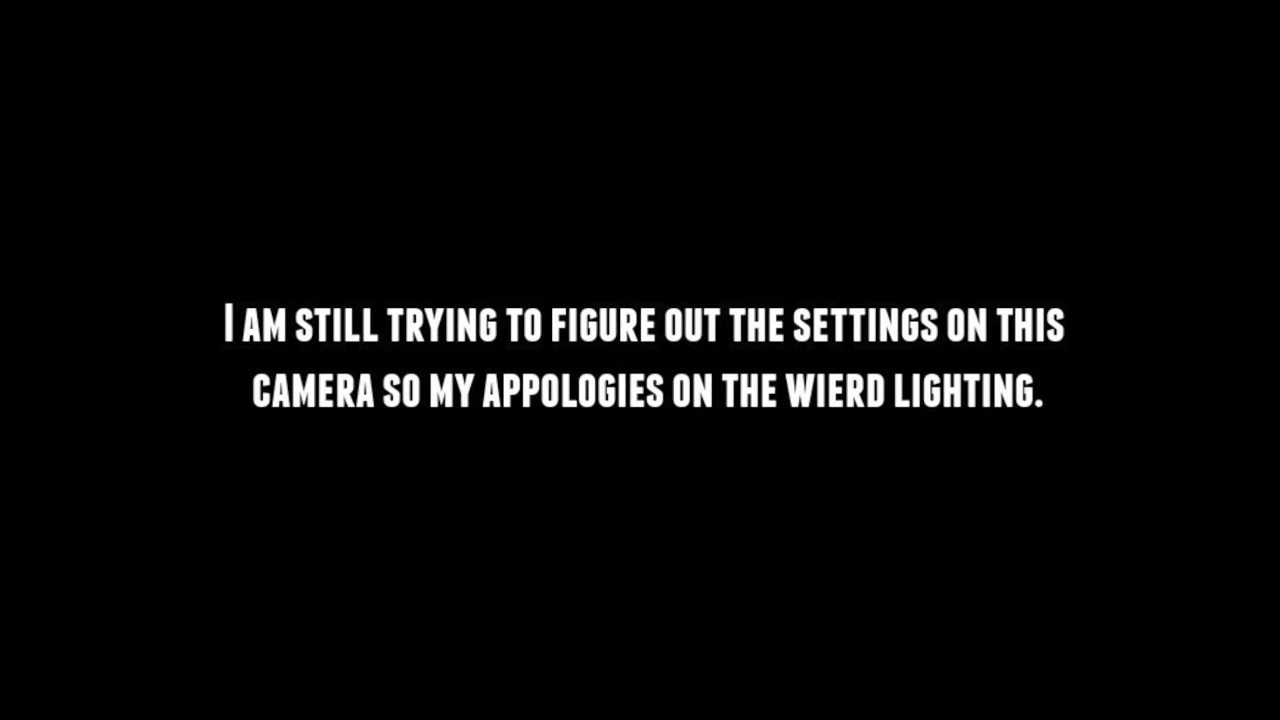 I AM STILL TRYING TO FIGURE OUT THE SETTINGS ON THIS
CAMERA SO MY APPOLOGIES ON THE WIERD LIGHTING.